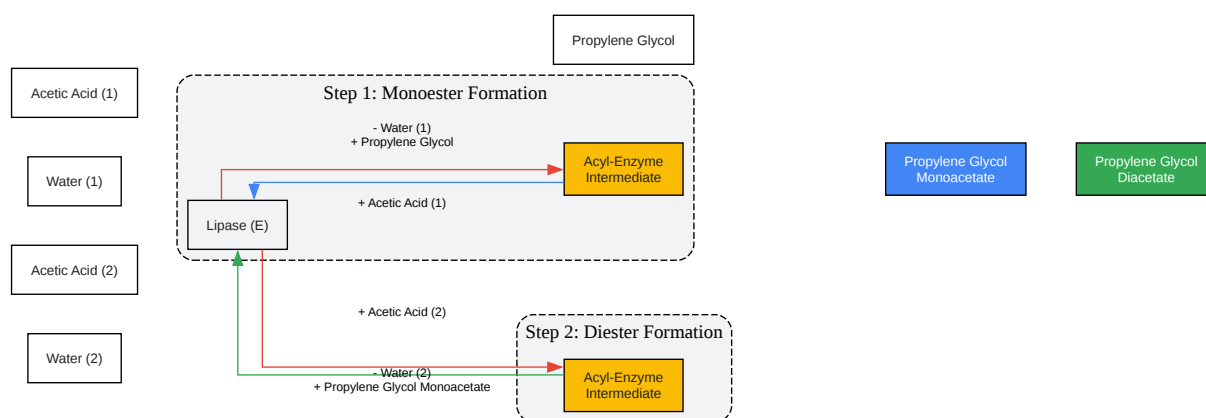 Propylene Glycol
Acetic Acid (1)
Step 1: Monoester Formation
- Water (1)
+ Propylene Glycol
Acyl-Enzyme
Intermediate
Propylene Glycol
Monoacetate
Propylene Glycol
Diacetate
Water (1)
+ Acetic Acid (1)
Lipase (E)
Acetic Acid (2)
+ Acetic Acid (2)
Step 2: Diester Formation
Water (2)
- Water (2)
+ Propylene Glycol Monoacetate
Acyl-Enzyme
Intermediate